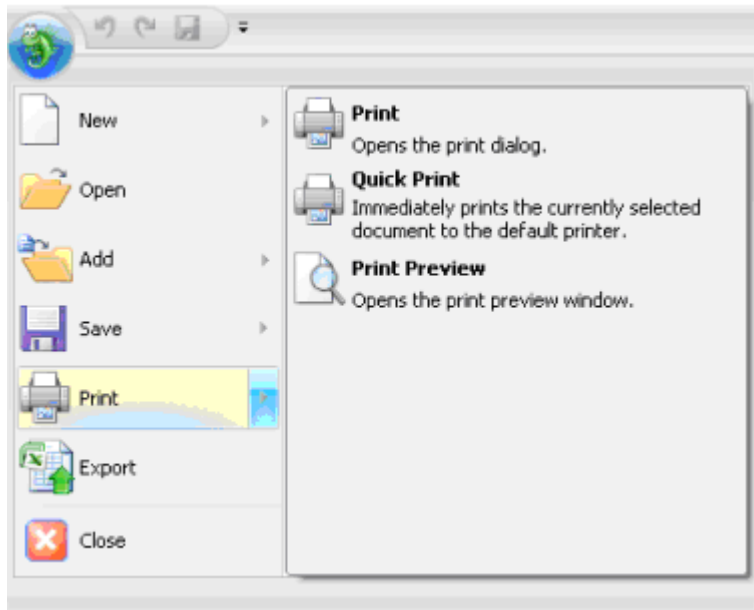 New
Open
Add
Save
Print
Export
Close
Print
Opens the print dialog.
Quick Print
Immediately prints the currently selected
document to the default printer.
Print Preview
Opens the print preview window.